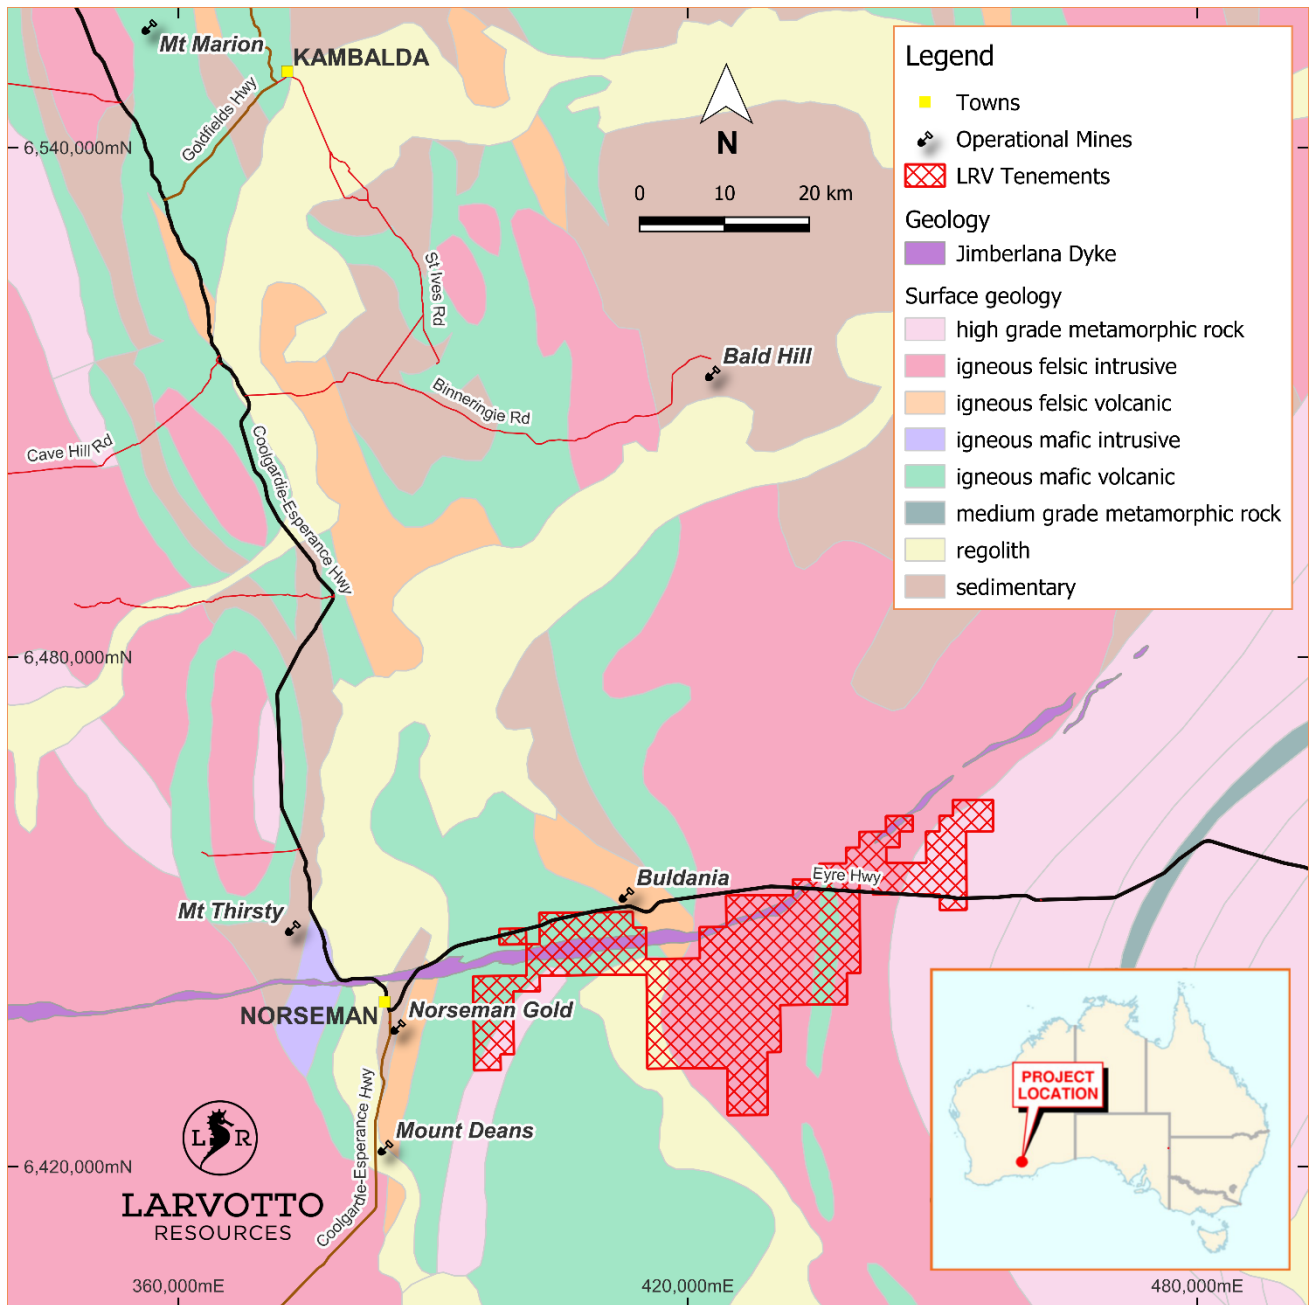 Mt Marion
KAMBALDA
Goldfields Hwy
6,540,000mN
N
0 10 20 km
St Ives Rd
Bald Hill
Binneringie Rd
Cave Hill Rd
Coolgardie-Esperance Hwy
6,480,000mN
Legend
Towns
Operational Mines
LRV Tenements
Geology
Jimberlana Dyke
Surface geology
high grade metamorphic rock
igneous felsic intrusive
igneous felsic volcanic
igneous mafic intrusive
igneous mafic volcanic
medium grade metamorphic rock
regolith
sedimentary
Buldania
Eyre Hwy
Mt Thirsty
NORSEMAN
Norseman Gold
Coolgardie-Esperance Hwy
Mount Deans
6,420,000mN
L R
LARVOTTO
RESOURCES
PROJECT
LOCATION
360,000mE
420,000mE
480,000mE